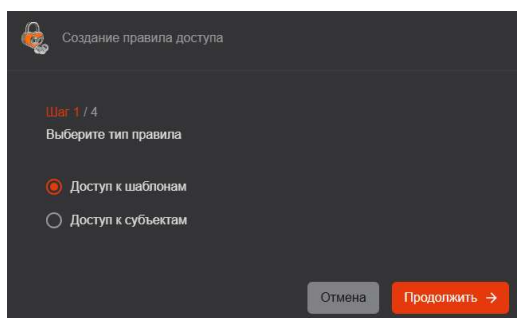 Создание правила доступа
Шаг 1 / 4
Выберите тип правила
Доступ к шаблонам
Доступ к субъектам
Отмена
Продолжить →